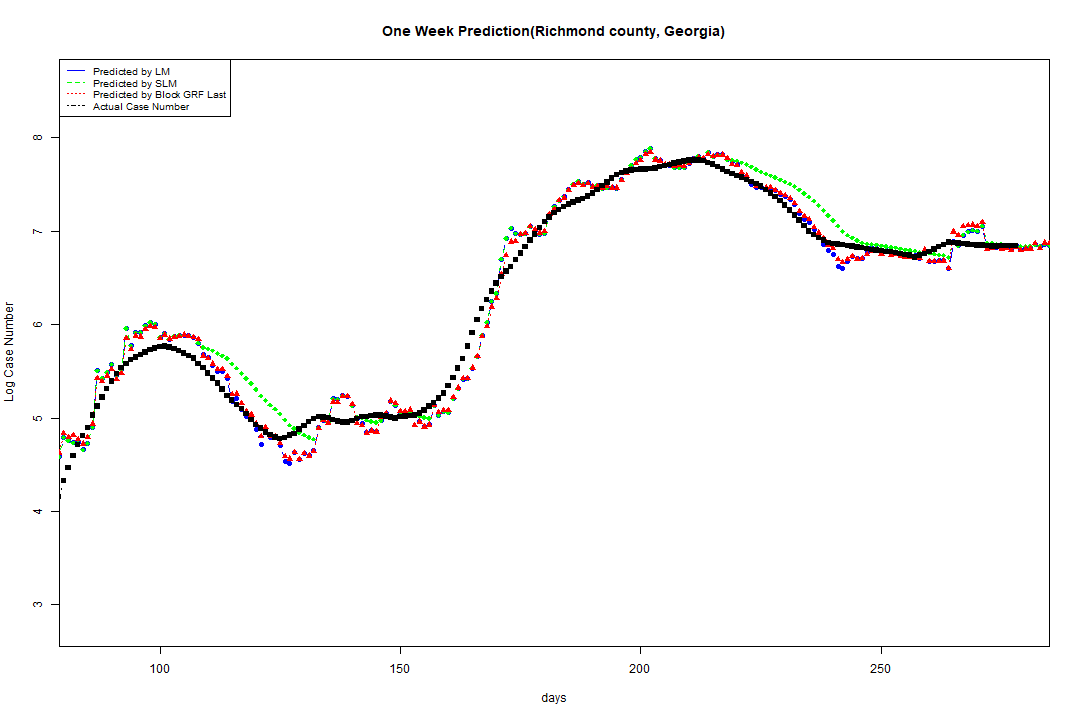 One Week Prediction(Richmond county, Georgia)
Predicted by LM
Predicted by SLM
Predicted by Block GRF Last
Actual Case Number
8
7
6
5
4
3
Log Case Number
100 150 200 250
days